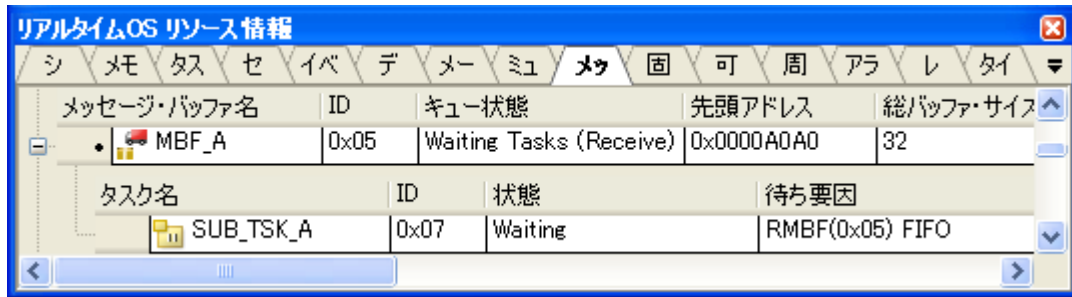 リアルタイムOS リソース情報
シ メモ タス セ イベ デ メー ミュ メッ 固 可 周 アラ レ タイ
メッセージ・バッファ名 ID キュー状態 先頭アドレス 総バッファ・サイズ
MBF_A 0x05 Waiting Tasks (Receive) 0x0000A0A0 32
タスク名 ID 状態 待ち要因
SUB_TSK_A 0x07 Waiting RMBF(0x05) FIFO